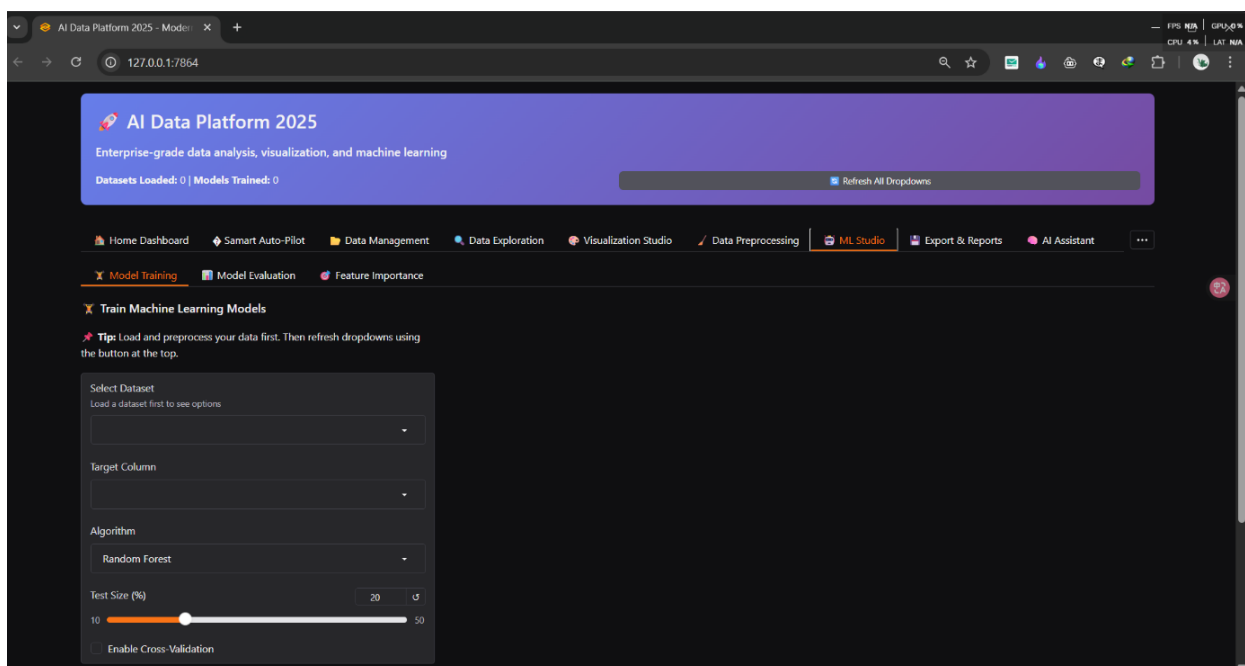 AI Data Platform 2025 - Moder
FPS N/A GPU 0%
CPU 4% LAT N/A
127.0.0.1:7864
AI Data Platform 2025
Enterprise-grade data analysis, visualization, and machine learning
Datasets Loaded: 0 | Models Trained: 0
Refresh All Dropdowns
Home Dashboard Samart Auto-Pilot Data Management Data Exploration Visualization Studio Data Preprocessing ML Studio Export & Reports AI Assistant ...
Model Training Model Evaluation Feature Importance
Train Machine Learning Models
Tip: Load and preprocess your data first. Then refresh dropdowns using
the button at the top.
Select Dataset
Load a dataset first to see options
Target Column
Algorithm
Random Forest
Test Size (%) 20
10 50
Enable Cross-Validation